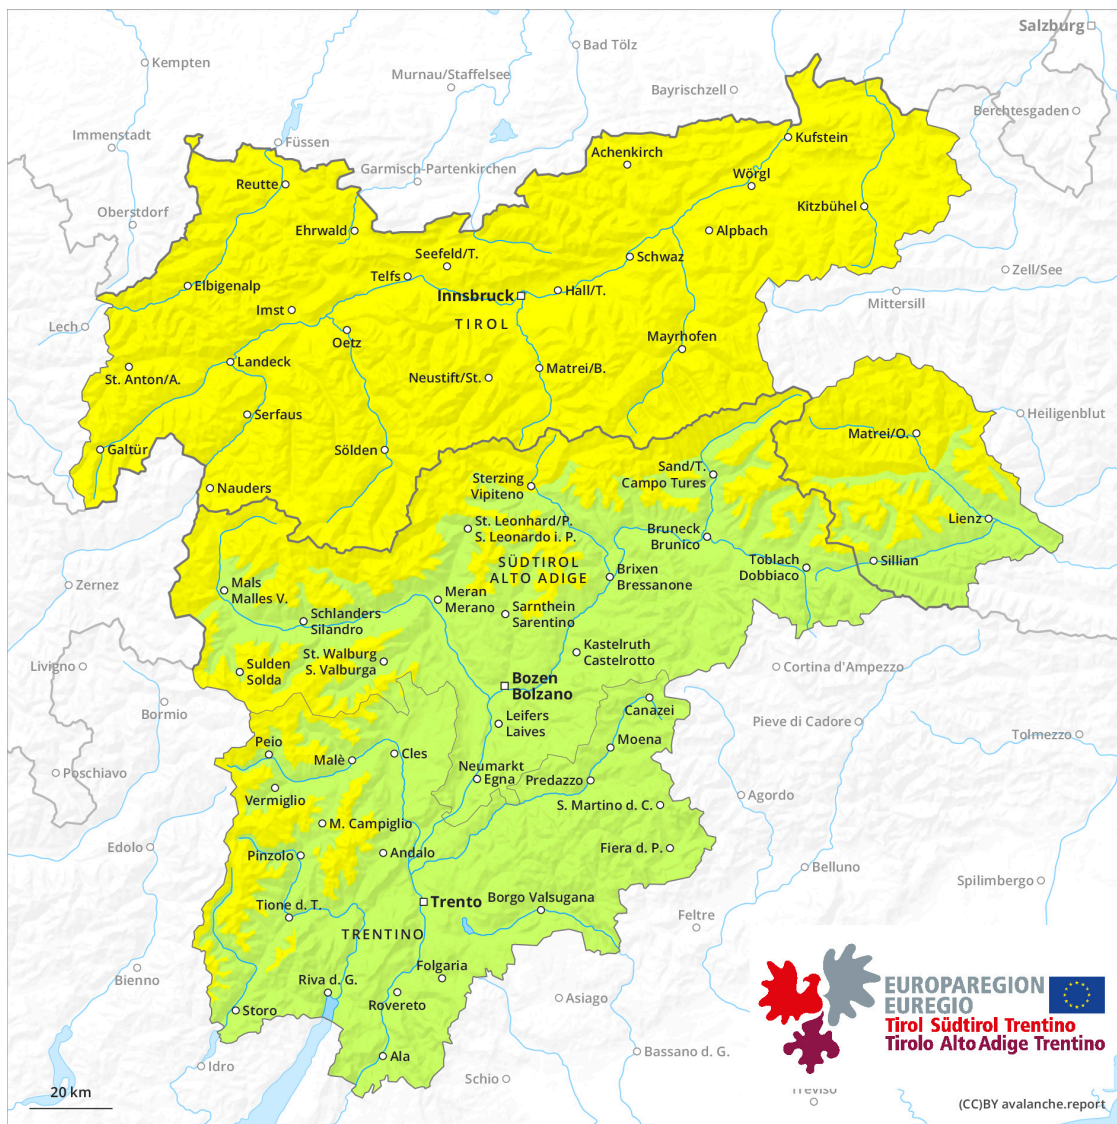 Salzburg
Bad Tölz
Kempten
Murnau/Staffelsee
Bayrischzell
Berchtesgaden
Immenstadt
Füssen
Kufstein
Achenkirch
Garmisch-Partenkirchen
Wörgl
Reutte
Kitzbühel
Oberstdorf
Ehrwald
Alpbach
Seefeld/T.
Schwaz
Zell/See
Telfs
Elbigenalp
Hall/T.
Innsbruck
Mittersill
Imst
TIROL
Lech
Oetz
Mayrhofen
Landeck
Matrei/B.
St. Anton/A.
Neustift/St.
Serfaus
Heiligenblut
Matrei/O.
Galtür
Sölden
Sand/T.
Campo Tures
Sterzing
Vipiteno
Nauders
Lienz
St. Leonhard/P.
S. Leonardo i. P.
Bruneck
Brunico
SÜDTIROL
ALTO ADIGE
Toblach
Dobbiaco
Sillian
Brixen
Bressanone
Zernez
Mals
Malles V.
Meran
Merano
Schlanders
Silandro
Sarnthein
Sarentino
Kastelruth
Castelrotto
St. Walburg
S. Valburga
Livigno
Sulden
Solda
Cortina d'Ampezzo
Bozen
Bolzano
Canazei
Bormio
Leifers
Laives
Pieve di Cadore
Tolmezzo
Moena
Peio
Cles
Malè
Neumarkt
Egna
Predazzo
Poschiavo
Vermiglio
Agordo
S. Martino d. C.
M. Campiglio
Edolo
Andalo
Fiera d. P.
Pinzolo
Belluno
Spilimbergo
Trento
Borgo Valsugana
Tione d. T.
Feltre
TRENTINO
Folgaria
Bienno
Riva d. G.
Rovereto
Asiago
Storo
EUROPAREGION
EUREGIO
Tirol Südtirol Trentino
Tirolo Alto Adige Trentino
Ala
Bassano d. G.
Idro
Schio
Treviso
20 km
(CC)BY avalanche.report